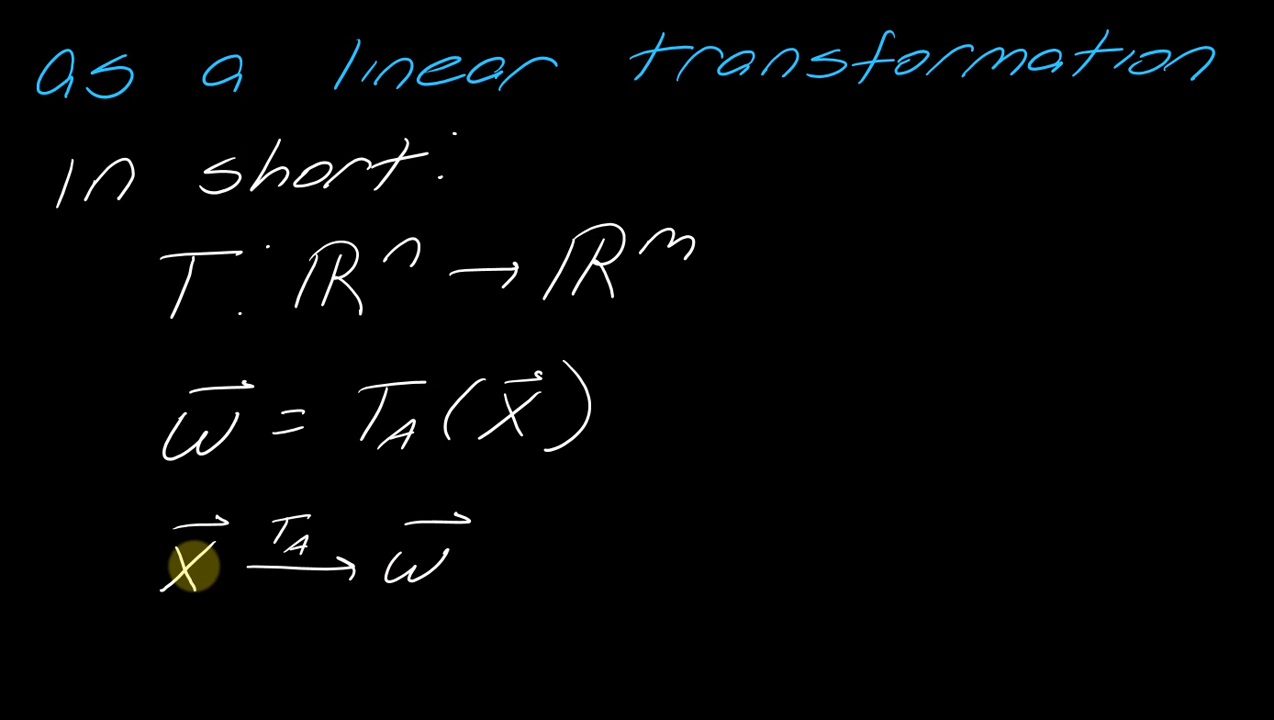 as a linear transformation
In short:
T: ℝⁿ → ℝᵐ
w⃗ = T_A(x⃗)
x⃗ —T_A→ w⃗